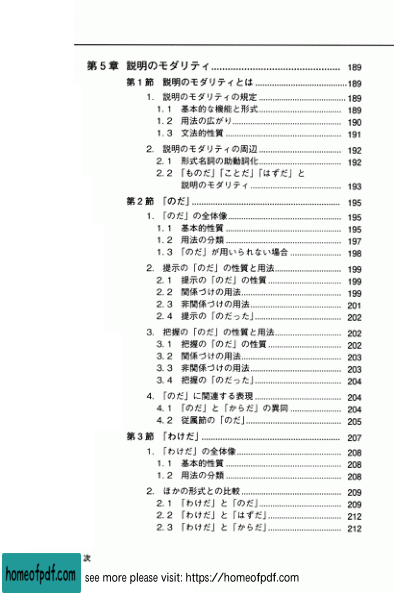 第5章 説明のモダリティ……………………………………… 189
第1節 説明のモダリティとは……………………………189
1. 説明のモダリティの規定……………………………189
1.1 基本的な機能と形式……………………………189
1.2 用法の広がり……………………………………190
1.3 文法的性質………………………………………191
2. 説明のモダリティの周辺……………………………192
2.1 形式名詞の助動詞化……………………………192
2.2 「ものだ」「ことだ」「はずだ」と
説明のモダリティ……………………………193
第2節 「のだ」……………………………………………195
1. 「のだ」の全体像……………………………………195
1.1 基本的性質………………………………………195
1.2 用法の分類………………………………………197
1.3 「のだ」が用いられない場合…………………198
2. 提示の「のだ」の性質と用法………………………199
2.1 提示の「のだ」の性質…………………………199
2.2 関係づけの用法…………………………………199
2.3 非関係づけの用法………………………………201
2.4 提示の「のだった」……………………………202
3. 把握の「のだ」の性質と用法………………………202
3.1 把握の「のだ」の性質…………………………202
3.2 関係づけの用法…………………………………203
3.3 非関係づけの用法………………………………203
3.4 把握の「のだった」……………………………204
4. 「のだ」に関連する表現……………………………204
4.1 「のだ」と「からだ」の異同…………………204
4.2 従属節の「のだ」………………………………205
第3節 「わけだ」…………………………………………207
1. 「わけだ」の全体像…………………………………208
1.1 基本的性質………………………………………208
1.2 用法の分類………………………………………208
2. ほかの形式との比較…………………………………209
2.1 「わけだ」と「のだ」…………………………209
2.2 「わけだ」と「はずだ」………………………212
2.3 「わけだ」と「からだ」………………………212
次
homeofpdf.com see more please visit: https://homeofpdf.com